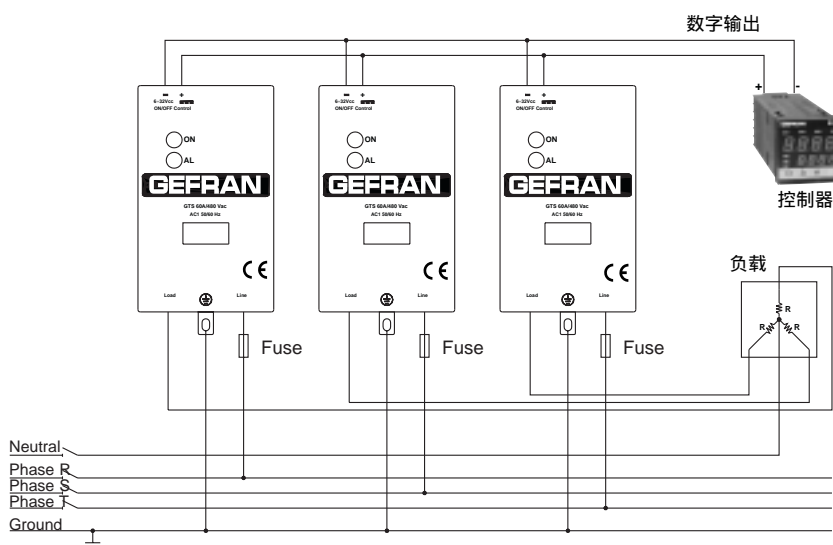 数字输出
+ -
控制器
- +
6~32Vcc
ON/OFF Control
ON
AL
GEFRAN
GTS 60A/480 Vac
AC1 50/60 Hz
CE
Load
Line
Fuse
- +
6~32Vcc
ON/OFF Control
ON
AL
GEFRAN
GTS 60A/480 Vac
AC1 50/60 Hz
CE
Load
Line
Fuse
- +
6~32Vcc
ON/OFF Control
ON
AL
GEFRAN
GTS 60A/480 Vac
AC1 50/60 Hz
CE
Load
Line
Fuse
负载
R
R
R
Neutral
Phase R
Phase S
Phase T
Ground